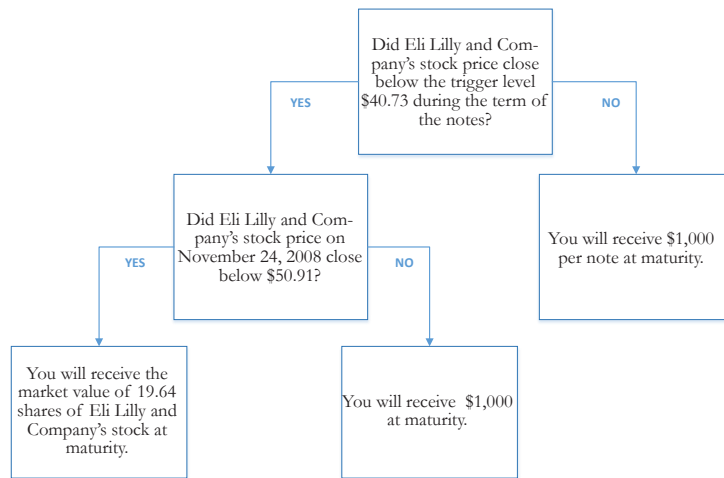 Did Eli Lilly and Com-
pany's stock price close
below the trigger level
$40.73 during the term of
the notes?
YES
NO
Did Eli Lilly and Com-
pany's stock price on
November 24, 2008 close
below $50.91?
You will receive $1,000
per note at maturity.
YES
NO
You will receive the
market value of 19.64
shares of Eli Lilly and
Company's stock at
maturity.
You will receive $1,000
at maturity.